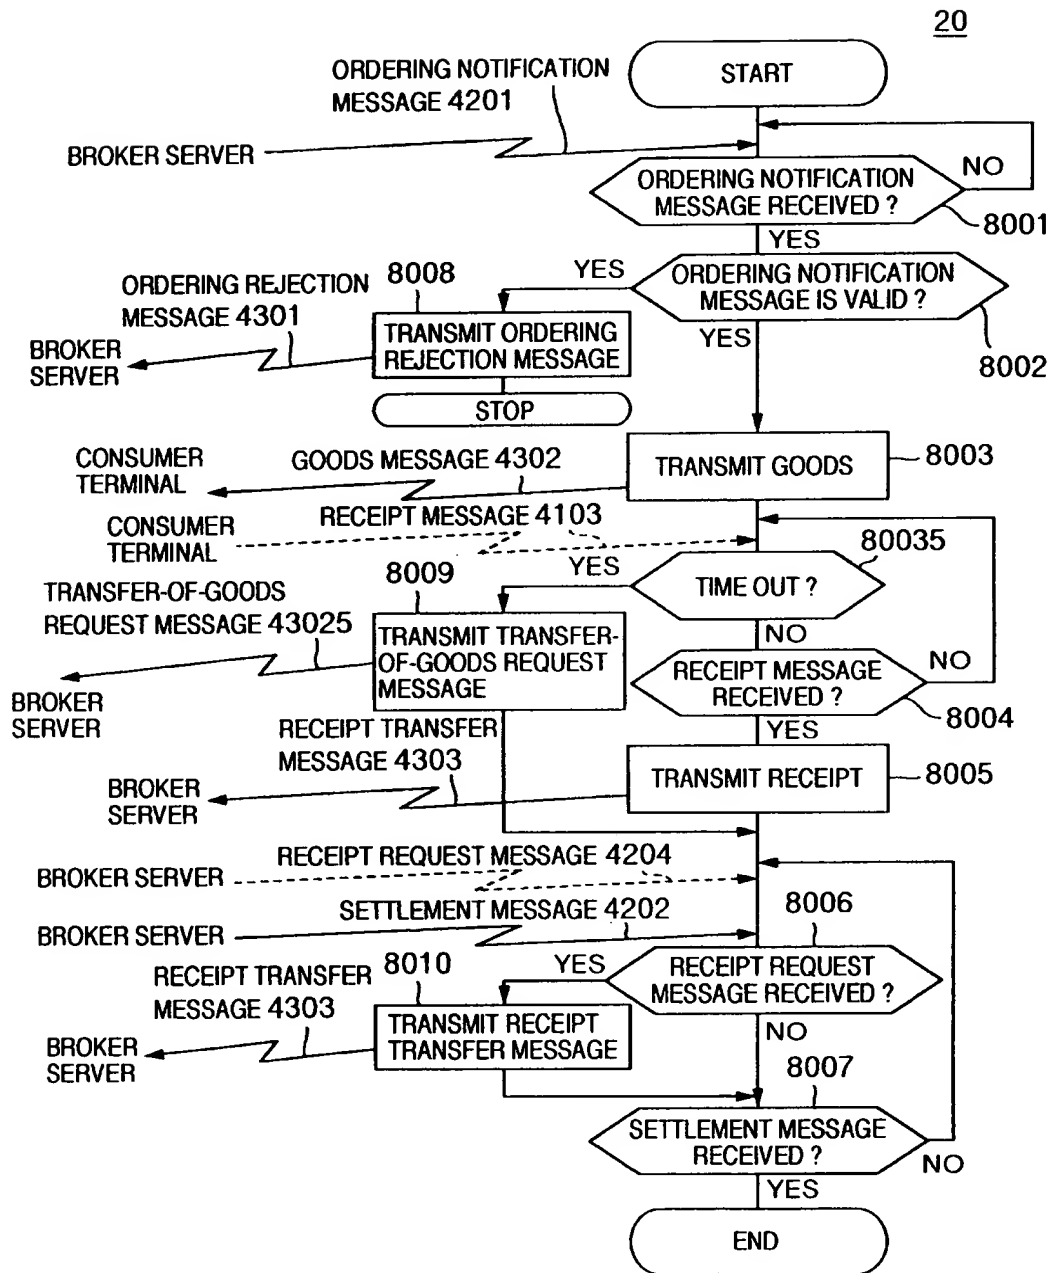 20
START
ORDERING NOTIFICATION
MESSAGE 4201
BROKER SERVER
NO
ORDERING NOTIFICATION
MESSAGE RECEIVED ?
8001
YES
8008
YES
ORDERING NOTIFICATION
MESSAGE IS VALID ?
8002
ORDERING REJECTION
MESSAGE 4301
BROKER
SERVER
TRANSMIT ORDERING
REJECTION MESSAGE
YES
STOP
CONSUMER
TERMINAL
GOODS MESSAGE 4302
TRANSMIT GOODS
8003
CONSUMER
TERMINAL
RECEIPT MESSAGE 4103
80035
8009
YES
TIME OUT ?
TRANSFER-OF-GOODS
REQUEST MESSAGE 43025
BROKER
SERVER
TRANSMIT TRANSFER-
OF-GOODS REQUEST
MESSAGE
NO
RECEIPT MESSAGE
RECEIVED ?
NO
8004
YES
RECEIPT TRANSFER
MESSAGE 4303
BROKER
SERVER
TRANSMIT RECEIPT
8005
RECEIPT REQUEST MESSAGE 4204
BROKER SERVER
SETTLEMENT MESSAGE 4202
BROKER SERVER
8006
8010
YES
RECEIPT REQUEST
MESSAGE RECEIVED ?
RECEIPT TRANSFER
MESSAGE 4303
BROKER
SERVER
TRANSMIT RECEIPT
TRANSFER MESSAGE
NO
8007
SETTLEMENT MESSAGE
RECEIVED ?
NO
YES
END